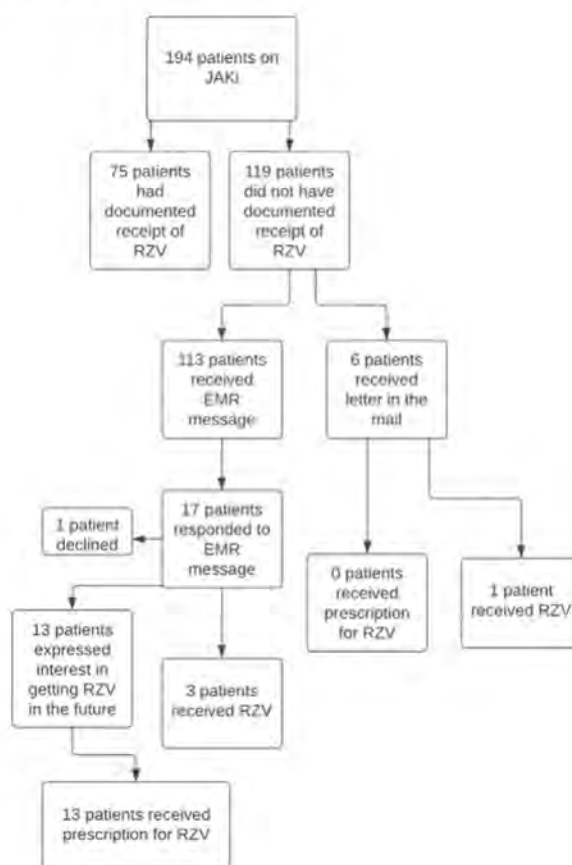 194 patients on
JAKi
75 patients
had
documented
receipt of
RZV
119 patients
did not have
documented
receipt of
RZV
113 patients
received
EMR
message
6 patients
received
letter in the
mail
1 patient
declined
17 patients
responded to
EMR
message
0 patients
received
prescription
for RZV
1 patient
received RZV
13 patients
expressed
interest in
getting RZV
in the future
3 patients
received RZV
13 patients received
prescription for RZV